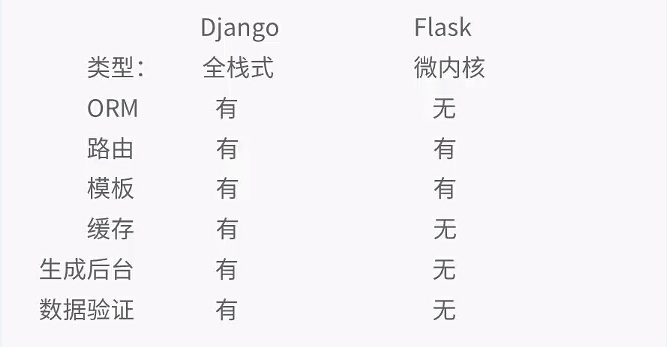 Django Flask
类型： 全栈式 微内核
ORM 有 无
路由 有 有
模板 有 有
缓存 有 无
生成后台 有 无
数据验证 有 无